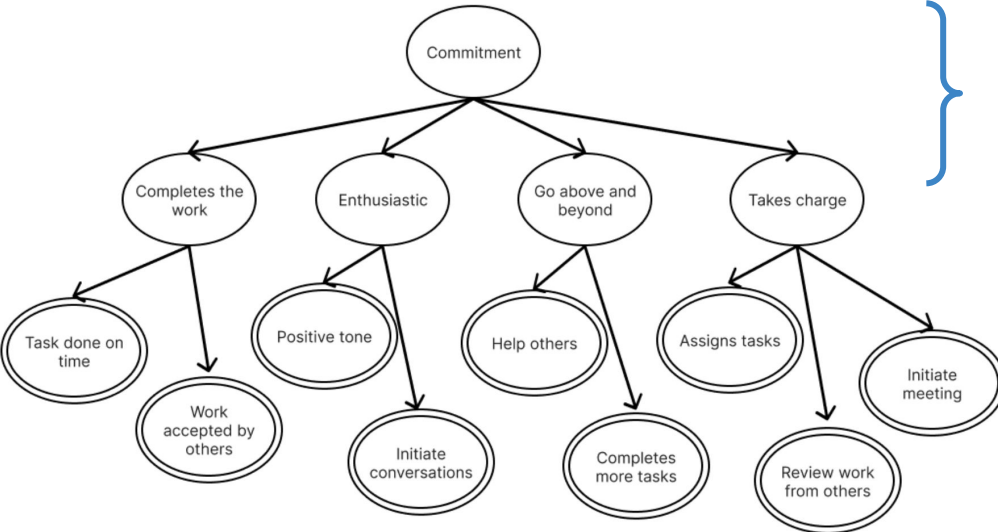 Commitment
Completes the
work
Enthusiastic
Go above and
beyond
Takes charge
Task done on
time
Work
accepted by
others
Positive tone
Initiate
conversations
Help others
Completes
more tasks
Assigns tasks
Review work
from others
Initiate
meeting